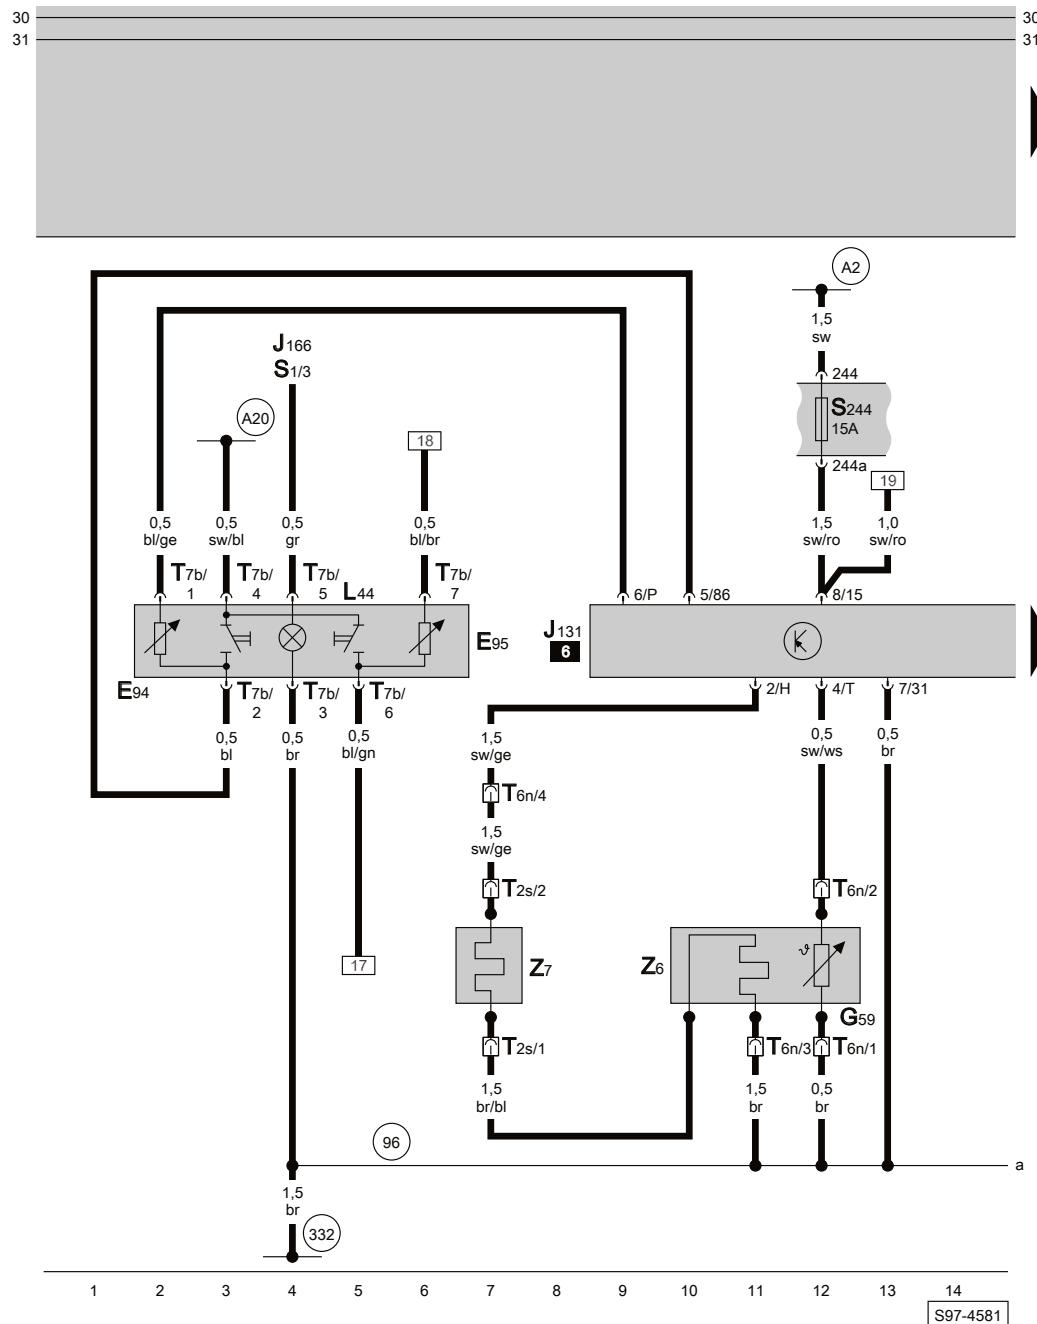 30 30
31 31
A2
1,5
sw
J166
S1/3
244
S244
15A
A20
18
244a
19
0,5
bl/ge
0,5
sw/bl
0,5
gr
0,5
bl/br
1,5
sw/ro
1,0
sw/ro
T7b/
1
T7b/
4
T7b/
5
L44
T7b/
7
6/P
5/86
8/15
J131
6
E95
E94
T7b/
2
T7b/
3
T7b/
6
2/H
4/T
7/31
0,5
bl
0,5
br
0,5
bl/gn
1,5
sw/ge
0,5
sw/ws
0,5
br
T6n/4
1,5
sw/ge
T2s/2
T6n/2
17
Z7
Z6
ϑ
G59
T2s/1
T6n/3
T6n/1
1,5
br/bl
1,5
br
0,5
br
96
a
1,5
br
332
1 2 3 4 5 6 7 8 9 10 11 12 13 14
S97-4581